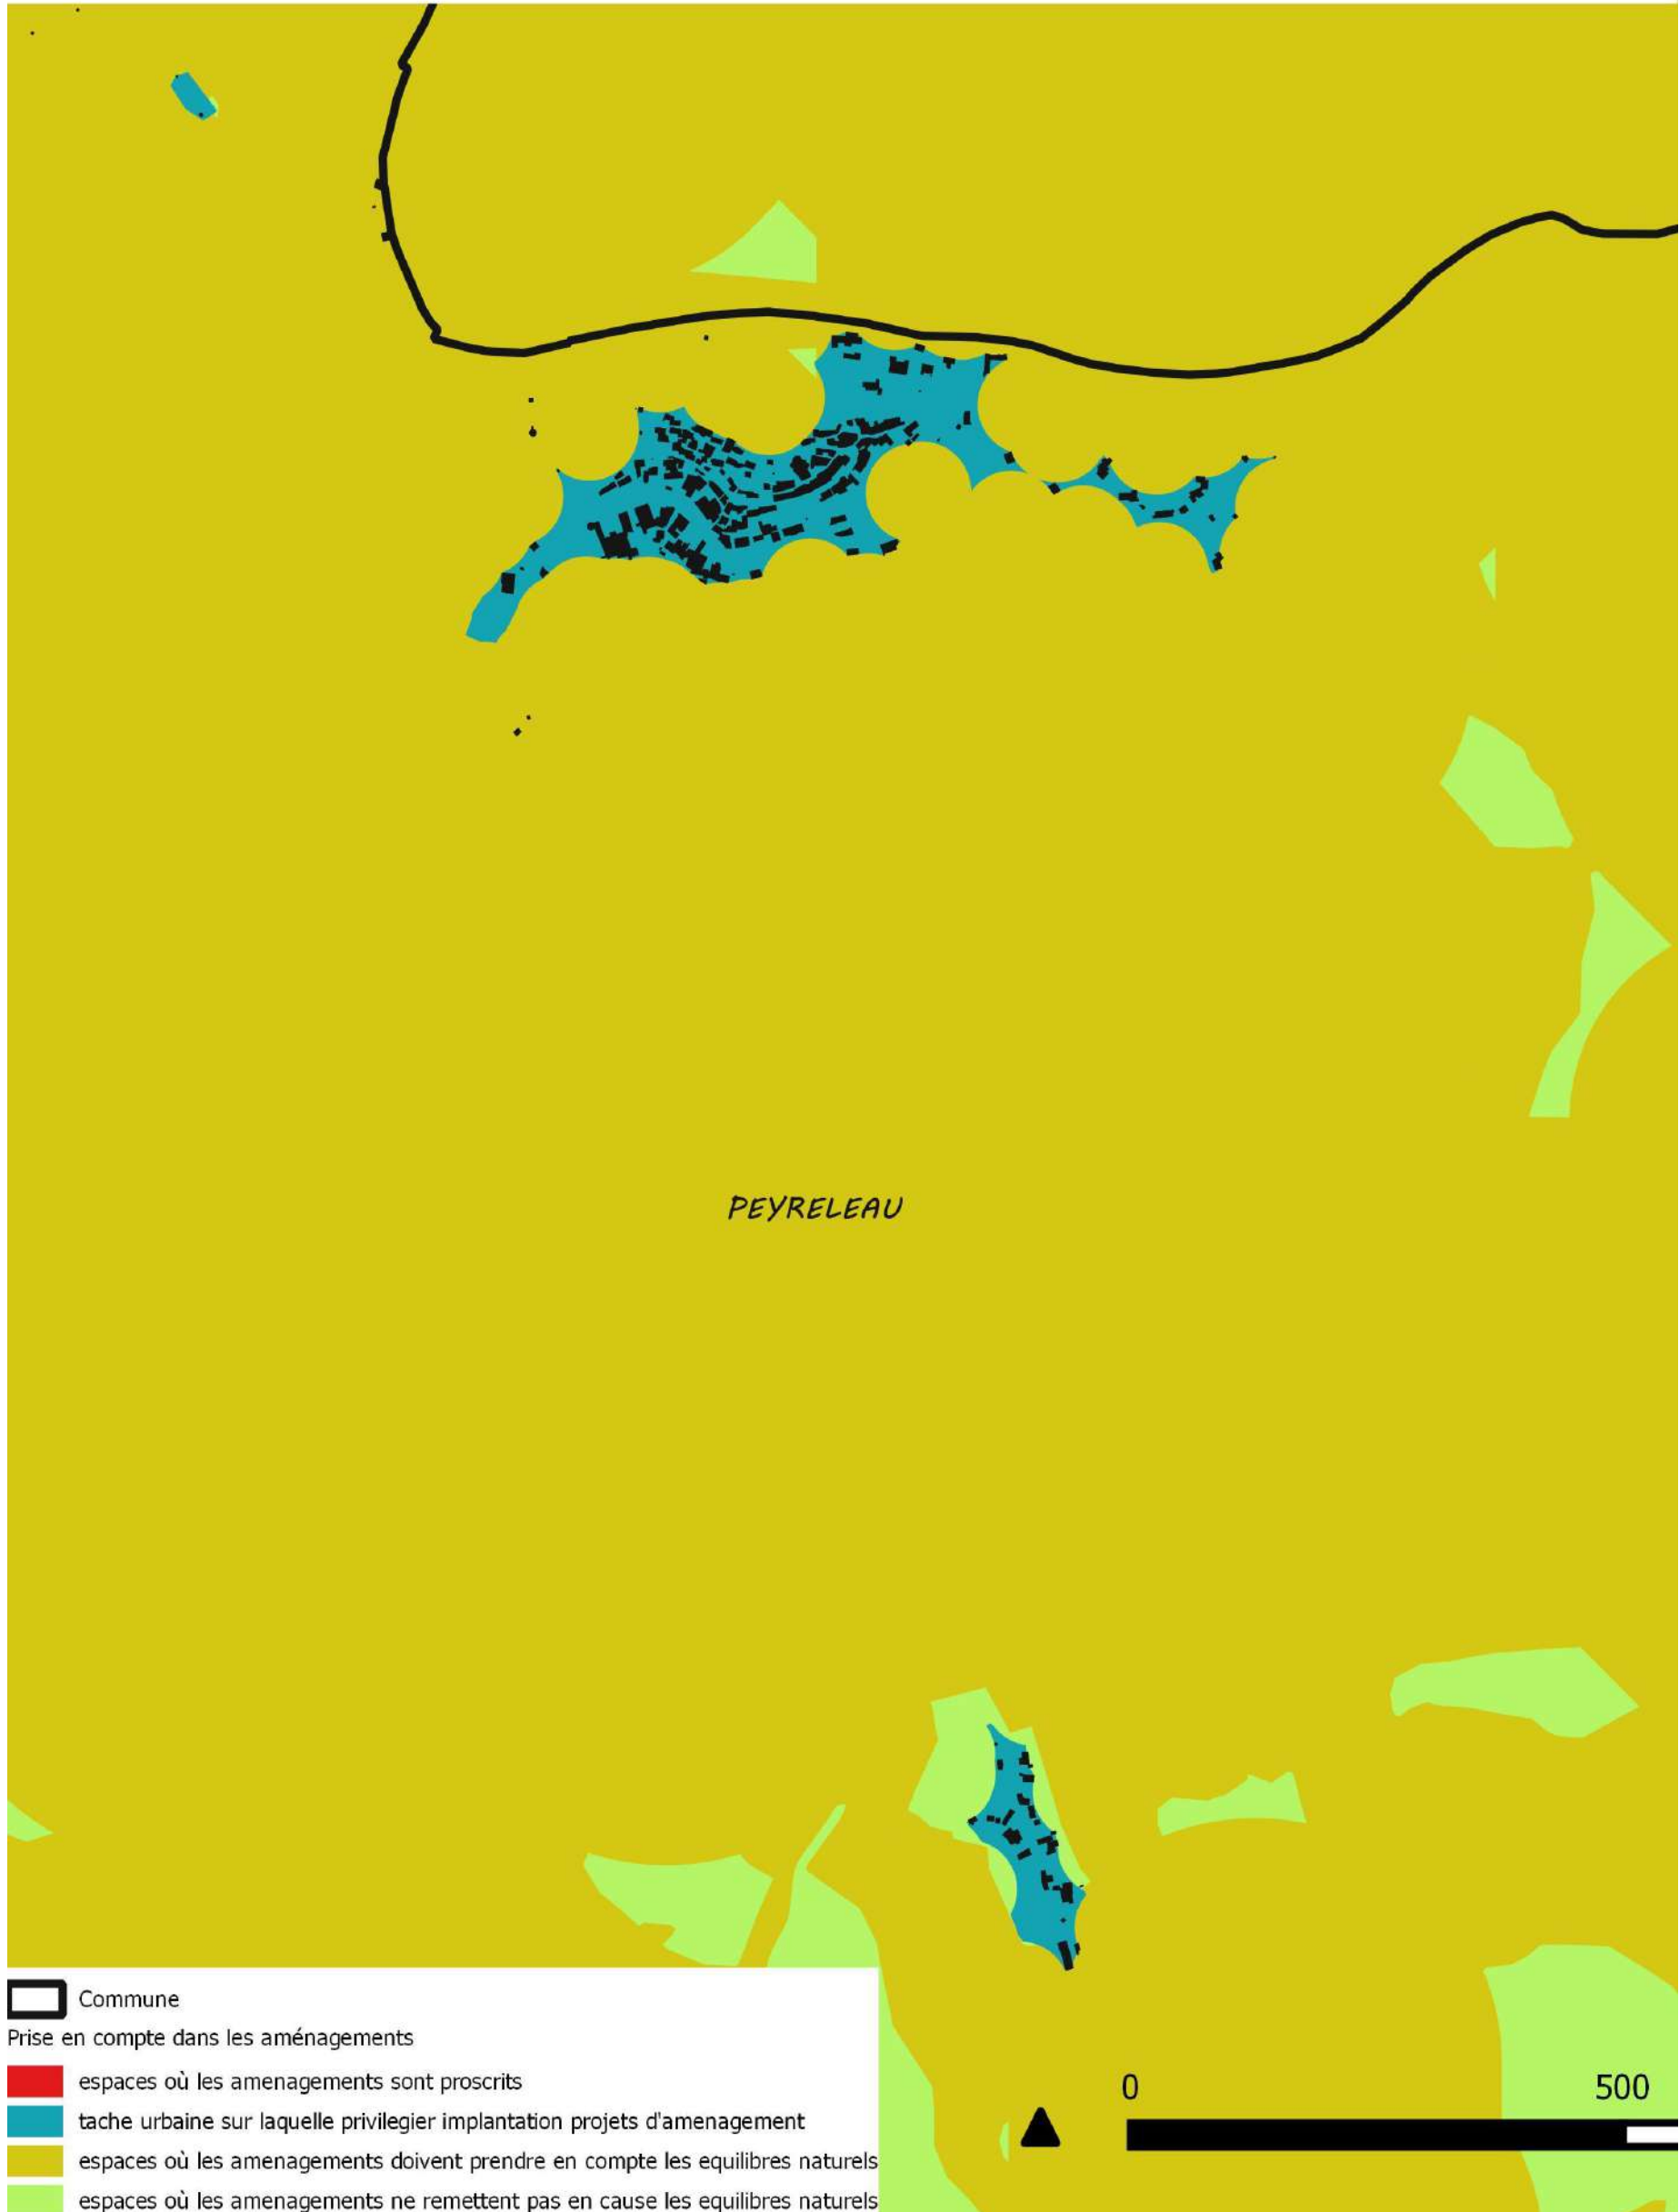 PEYRELEAU
Commune
Prise en compte dans les aménagements
espaces où les amenagements sont proscrits
tache urbaine sur laquelle privilegier implantation projets d'amenagement
espaces où les amenagements doivent prendre en compte les equilibres naturels
espaces où les amenagements ne remettent pas en cause les equilibres naturels
0 500